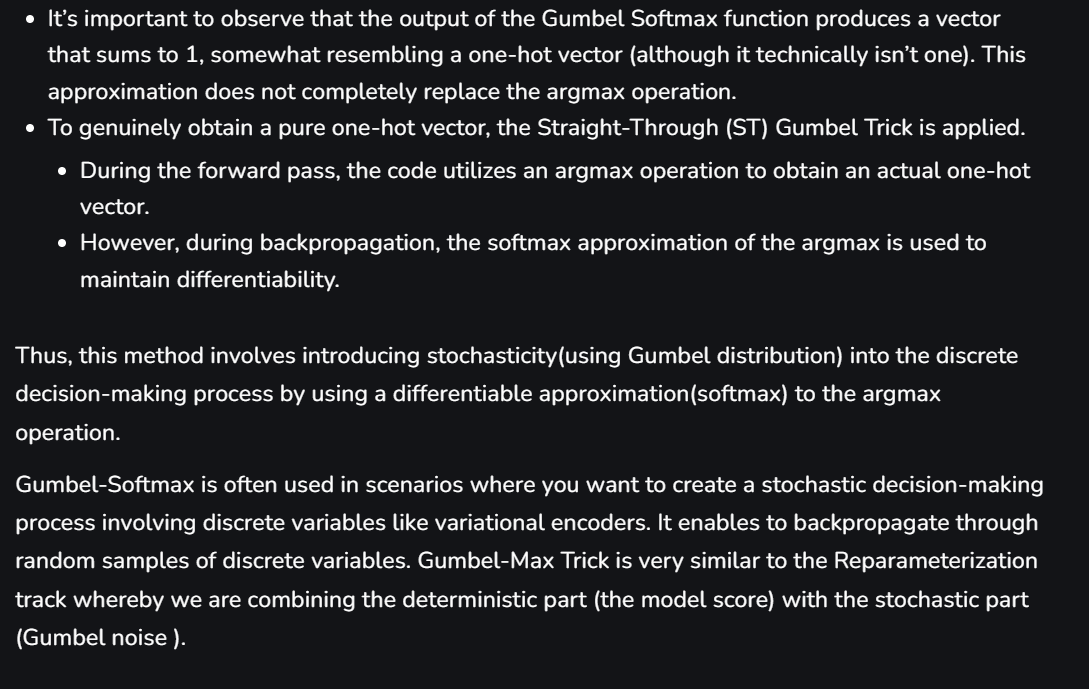 • It’s important to observe that the output of the Gumbel Softmax function produces a vector
that sums to 1, somewhat resembling a one-hot vector (although it technically isn’t one). This
approximation does not completely replace the argmax operation.
• To genuinely obtain a pure one-hot vector, the Straight-Through (ST) Gumbel Trick is applied.
• During the forward pass, the code utilizes an argmax operation to obtain an actual one-hot
vector.
• However, during backpropagation, the softmax approximation of the argmax is used to
maintain differentiability.
Thus, this method involves introducing stochasticity(using Gumbel distribution) into the discrete
decision-making process by using a differentiable approximation(softmax) to the argmax
operation.
Gumbel-Softmax is often used in scenarios where you want to create a stochastic decision-making
process involving discrete variables like variational encoders. It enables to backpropagate through
random samples of discrete variables. Gumbel-Max Trick is very similar to the Reparameterization
track whereby we are combining the deterministic part (the model score) with the stochastic part
(Gumbel noise ).